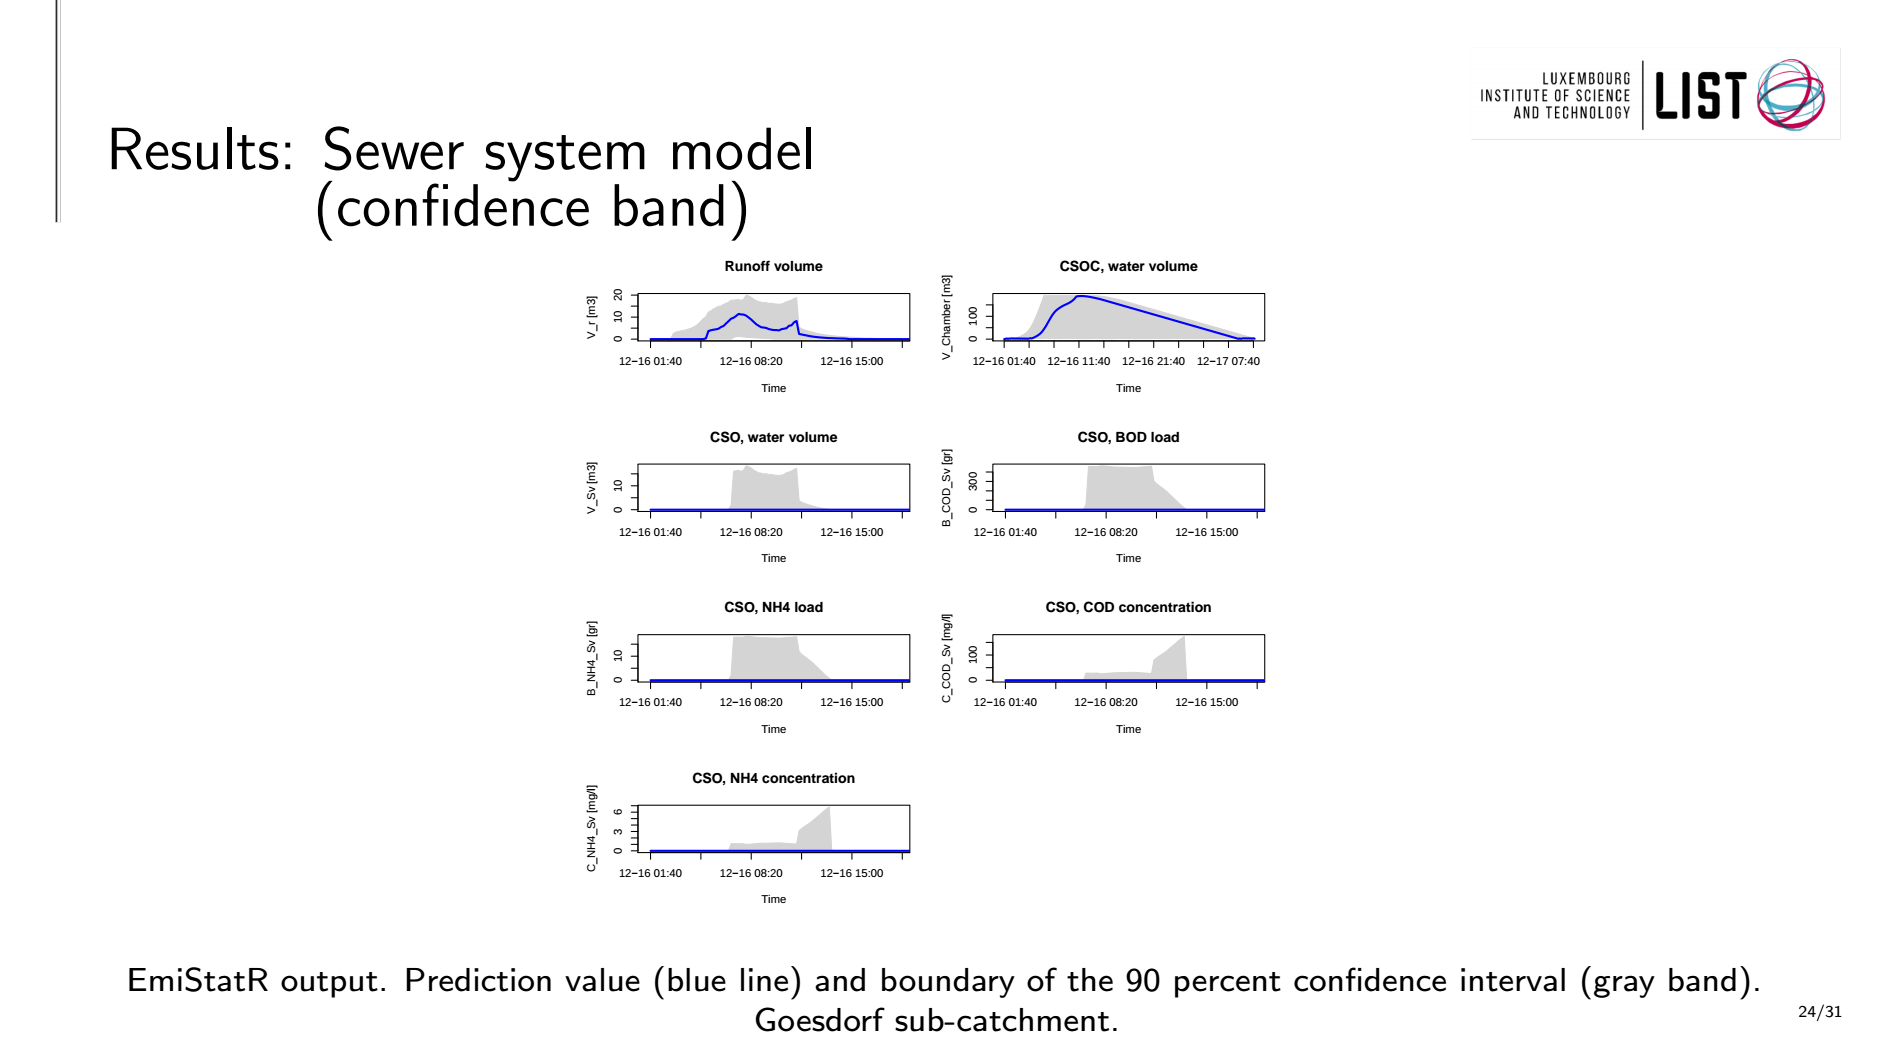 LUXEMBOURG
INSTITUTE OF SCIENCE
AND TECHNOLOGY
LIST
Results: Sewer system model
(confidence band)
Runoff volume
V_r [m3]
0 10 20
12−16 01:40 12−16 08:20 12−16 15:00
Time
CSOC, water volume
V_Chamber [m3]
0 100
12−16 01:40 12−16 11:40 12−16 21:40 12−17 07:40
Time
CSO, water volume
V_Sv [m3]
0 10
12−16 01:40 12−16 08:20 12−16 15:00
Time
CSO, BOD load
B_COD_Sv [gr]
0 300
12−16 01:40 12−16 08:20 12−16 15:00
Time
CSO, NH4 load
B_NH4_Sv [gr]
0 10
12−16 01:40 12−16 08:20 12−16 15:00
Time
CSO, COD concentration
C_COD_Sv [mg/l]
0 100
12−16 01:40 12−16 08:20 12−16 15:00
Time
CSO, NH4 concentration
C_NH4_Sv [mg/l]
0 3 6
12−16 01:40 12−16 08:20 12−16 15:00
Time
EmiStatR output. Prediction value (blue line) and boundary of the 90 percent confidence interval (gray band).
Goesdorf sub-catchment.
24/31